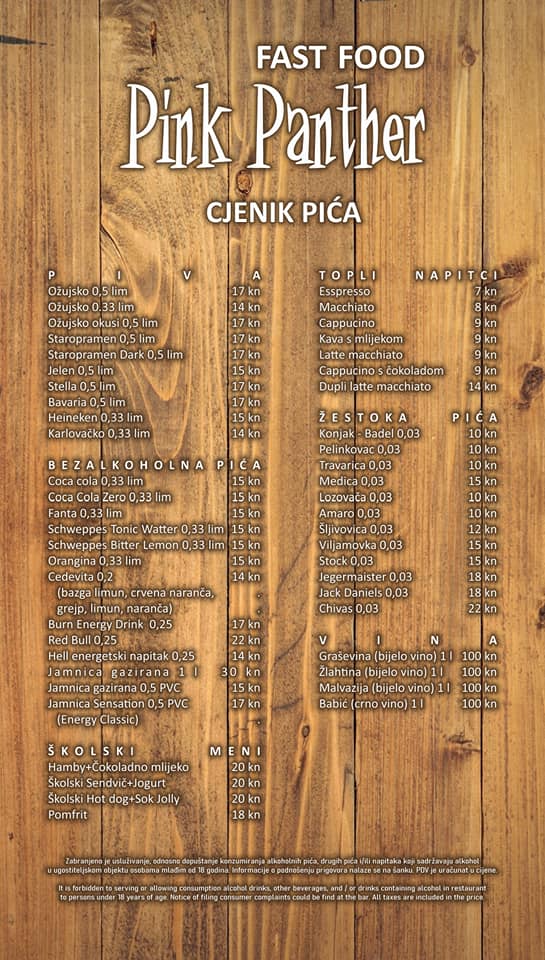 FAST FOOD
Pink Panther
CJENIK PIĆA
PIVA
Ožujsko 0,5 lim 17 kn
Ožujsko 0.33 lim 14 kn
Ožujsko okusi 0,5 lim 17 kn
Staropramen 0,5 lim 17 kn
Staropramen Dark 0,5 lim 17 kn
Jelen 0,5 lim 15 kn
Stella 0,5 lim 17 kn
Bavaria 0,5 lim 17 kn
Heineken 0,33 lim 15 kn
Karlovačko 0,33 lim 14 kn
BEZALKOHOLNA PIĆA
Coca cola 0,33 lim 15 kn
Coca Cola Zero 0,33 lim 15 kn
Fanta 0,33 lim 15 kn
Schweppes Tonic Watter 0,33 lim 15 kn
Schweppes Bitter Lemon 0,33 lim 15 kn
Orangina 0,33 lim 15 kn
Cedevita 0,2 14 kn
(bazga limun, crvena naranča, .
grejp, limun, naranča) .
Burn Energy Drink 0,25 17 kn
Red Bull 0,25 22 kn
Hell energetski napitak 0,25 14 kn
Jamnica gazirana 1 l 30 kn
Jamnica gazirana 0,5 PVC 15 kn
Jamnica Sensation 0,5 PVC 17 kn
(Energy Classic) .
ŠKOLSKI MENI
Hamby+Čokoladno mlijeko 20 kn
Školski Sendvič+Jogurt 20 kn
Školski Hot dog+Sok Jolly 20 kn
Pomfrit 18 kn
TOPLI NAPITCI
Esspresso 7 kn
Macchiato 8 kn
Cappucino 9 kn
Kava s mlijekom 9 kn
Latte macchiato 9 kn
Cappucino s čokoladom 9 kn
Dupli latte macchiato 14 kn
ŽESTOKA PIĆA
Konjak - Badel 0,03 10 kn
Pelinkovac 0,03 10 kn
Travarica 0,03 10 kn
Medica 0,03 15 kn
Lozovača 0,03 10 kn
Amaro 0,03 10 kn
Šljivovica 0,03 12 kn
Viljamovka 0,03 15 kn
Stock 0,03 15 kn
Jegermaister 0,03 18 kn
Jack Daniels 0,03 18 kn
Chivas 0,03 22 kn
VINA
Graševina (bijelo vino) 1 l 100 kn
Žlahtina (bijelo vino) 1 l 100 kn
Malvazija (bijelo vino) 1 l 100 kn
Babić (crno vino) 1 l 100 kn
Zabranjeno je usluživanje, odnosno dopuštanje konzumiranja alkoholnih pića, drugih pića i/ili napitaka koji sadržavaju alkohol
u ugostiteljskom objektu osobama mlađim od 18 godina. Informacije o podnošenju prigovora nalaze se na šanku. PDV je uračunat u cijene.
It is forbidden to serving or allowing consumption alcohol drinks, other beverages, and / or drinks containing alcohol in restaurant
to persons under 18 years of age. Notice of filing consumer complaints could be find at the bar. All taxes are included in the price.